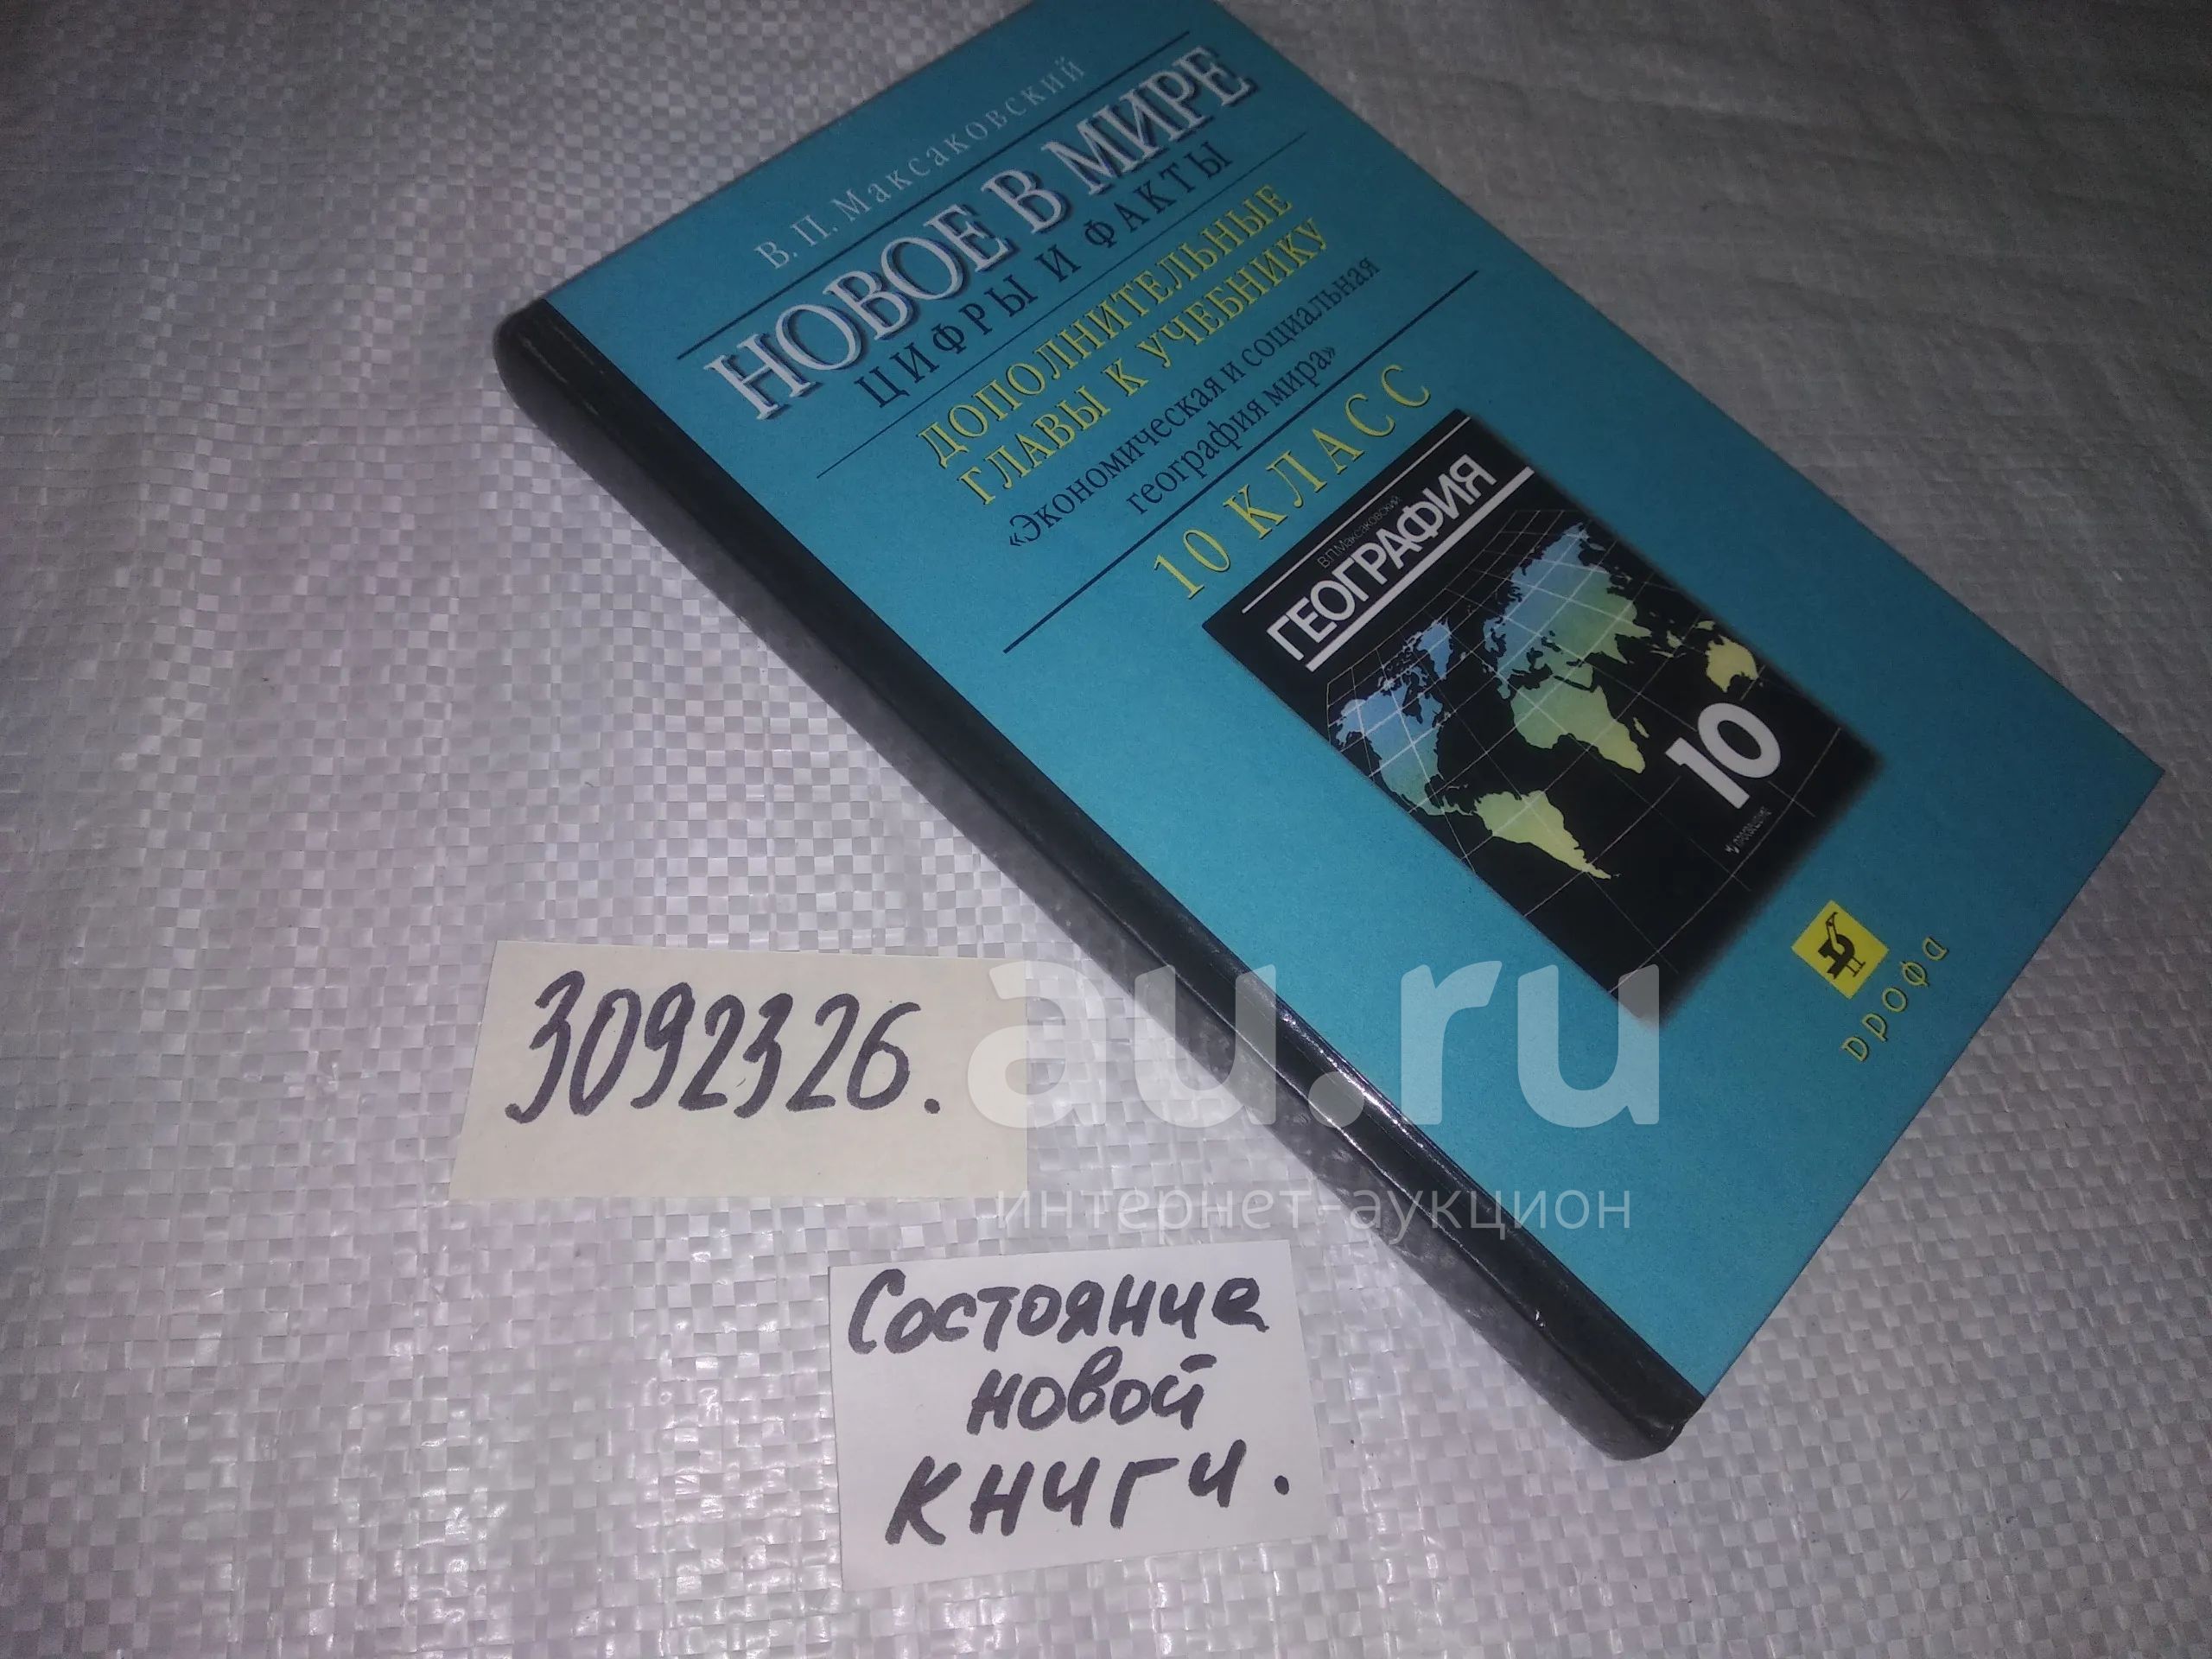 В. П. Максаковский
НОВОЕ В МИРЕ
ЦИФРЫ И ФАКТЫ
ДОПОЛНИТЕЛЬНЫЕ
ГЛАВЫ К УЧЕБНИКУ
«Экономическая и социальная
география мира»
10 КЛАСС
В.П.Максаковский
ГЕОГРАФИЯ
10
ПРОСВЕЩЕНИЕ
дрофа
3092326.
au.ru
интернет-аукцион
Состояние
новой
книги.